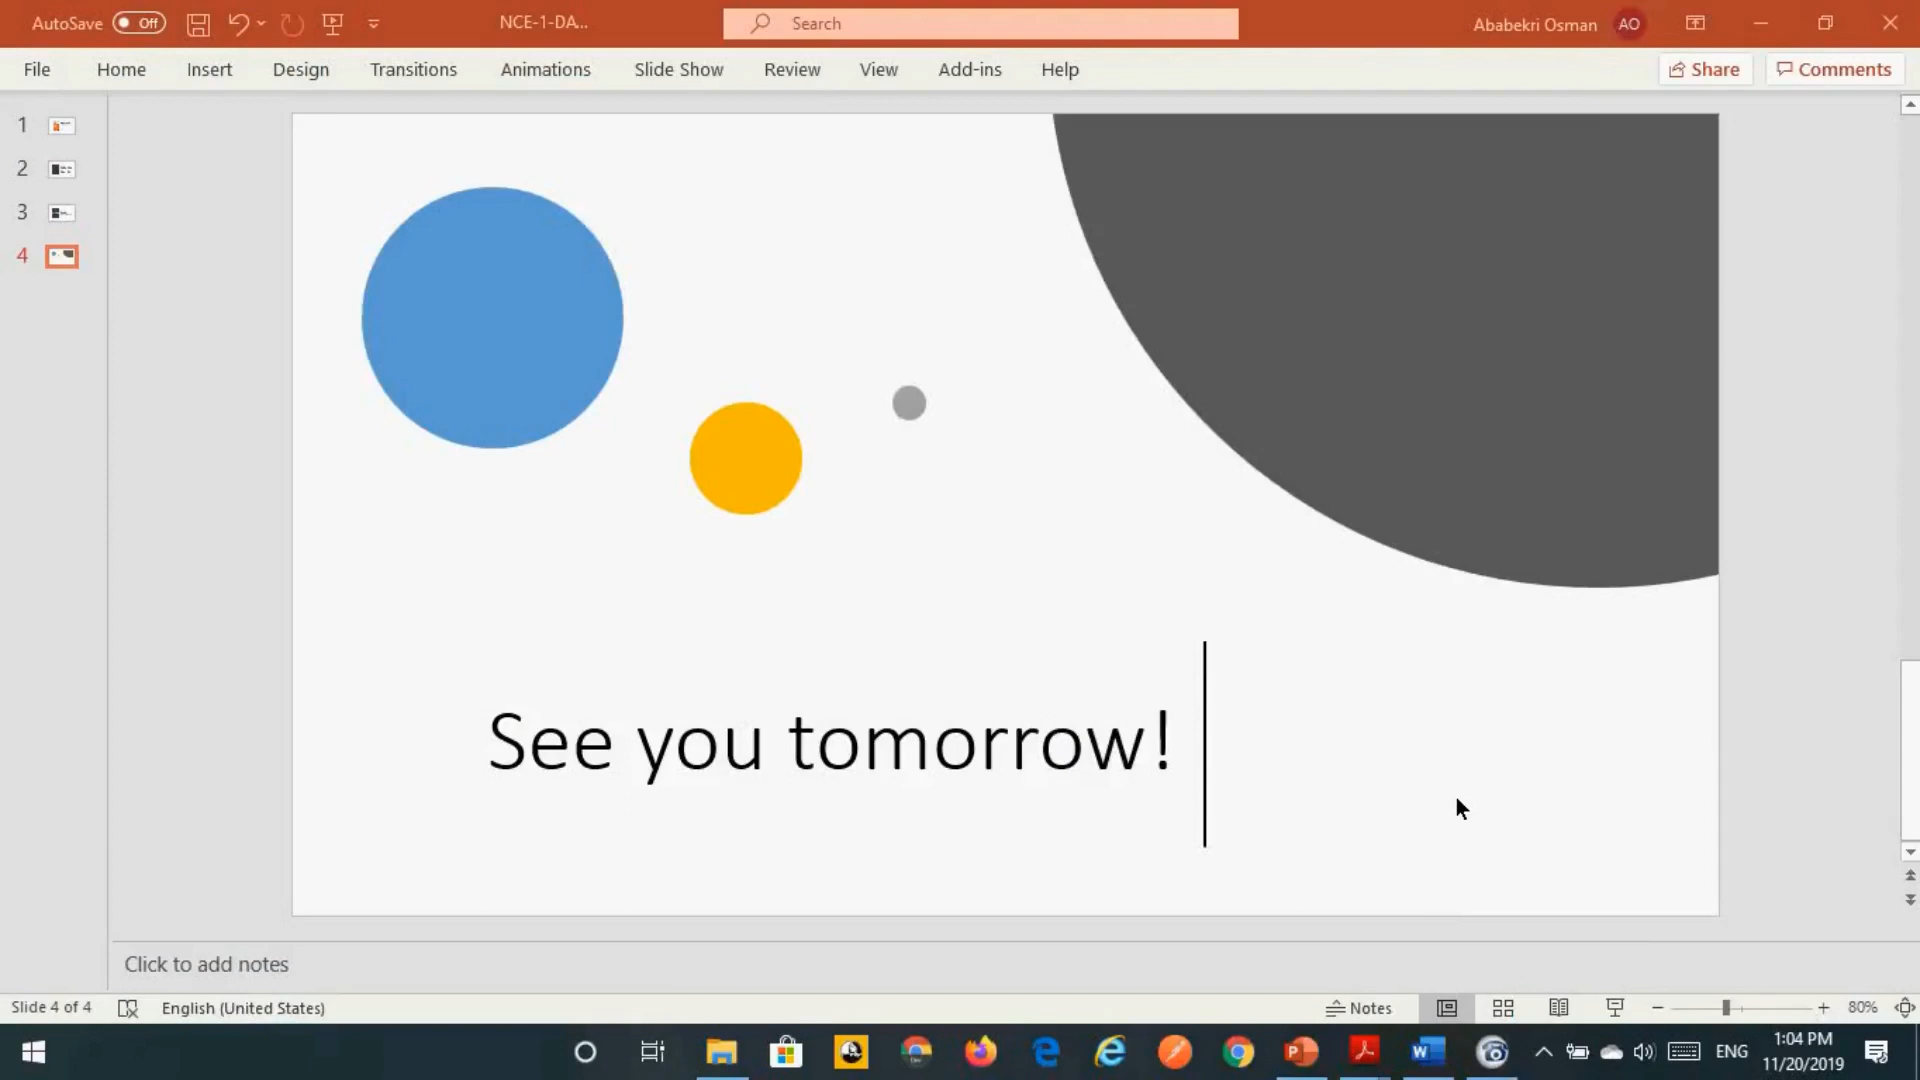 AutoSave Off NCE-1-DA... Search Ababekri Osman AO
File Home Insert Design Transitions Animations Slide Show Review View Add-ins Help Share Comments
1
2
3
4
See you tomorrow!
Click to add notes
Slide 4 of 4 English (United States) Notes 80%
ENG 1:04 PM
11/20/2019